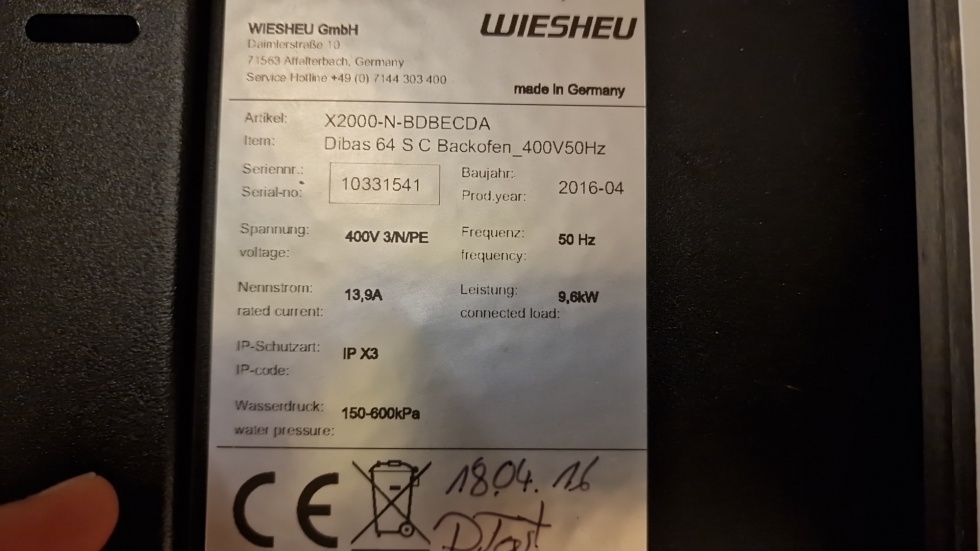 WIESHEU GmbH
Daimlerstraße 10
71563 Affalterbach, Germany
Service Hotline +49 (0) 7144 303 400
WIESHEU
made in Germany
Artikel:
Item:
X2000-N-BDBECDA
Dibas 64 S C Backofen_400V50Hz
Seriennr.:
Serial-no:
10331541
Baujahr:
Prod.year:
2016-04
Spannung:
voltage:
400V 3/N/PE
Frequenz:
frequency:
50 Hz
Nennstrom:
rated current:
13,9A
Leistung:
connected load:
9,6kW
IP-Schutzart:
IP-code:
IP X3
Wasserdruck:
water pressure:
150-600kPa
CE
18.04.16